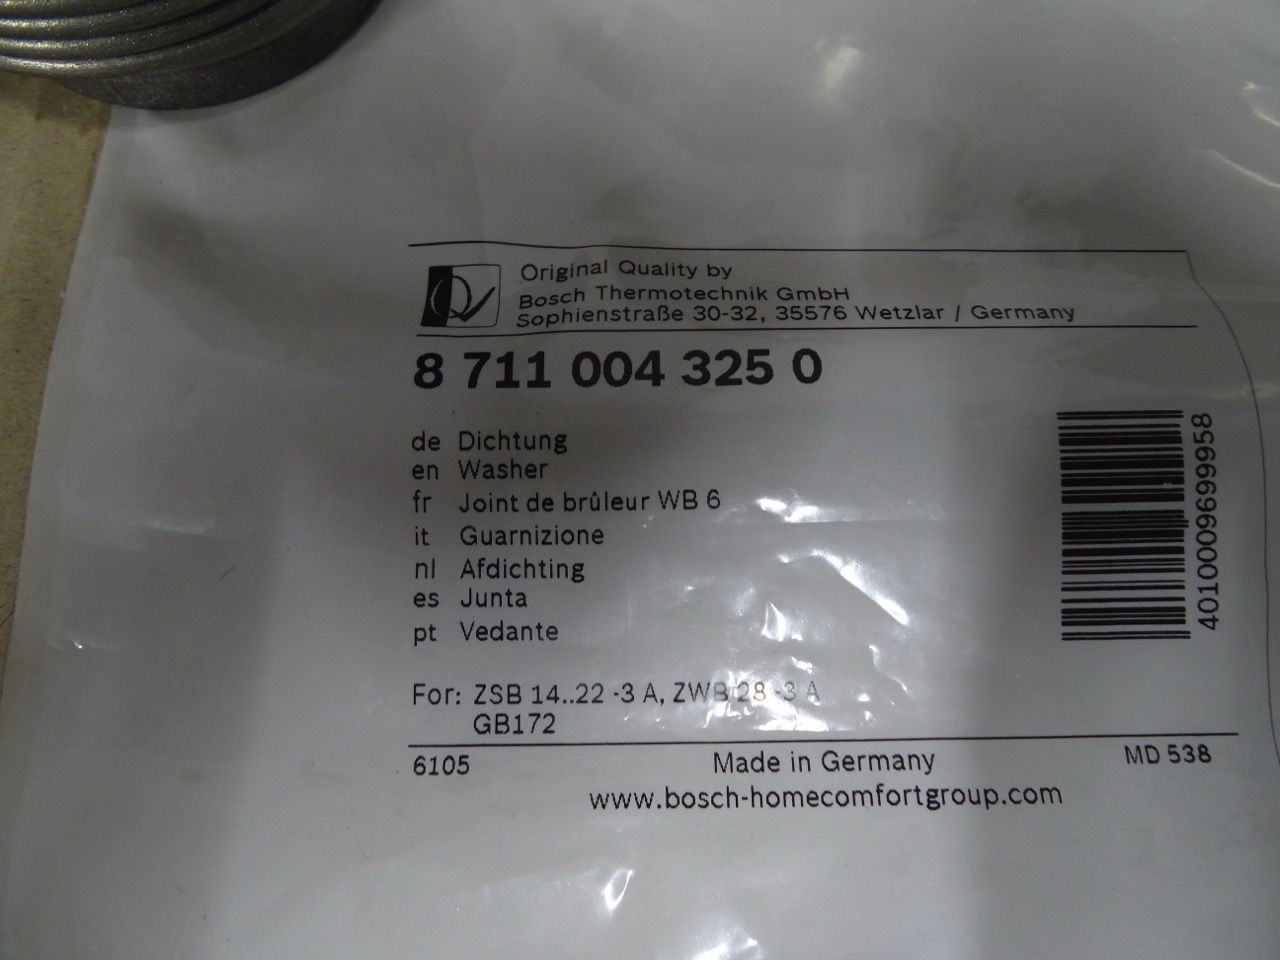 Original Quality by
Bosch Thermotechnik GmbH
Sophienstraße 30-32, 35576 Wetzlar / Germany
8 711 004 325 0
de Dichtung
en Washer
fr Joint de brûleur WB 6
it Guarnizione
nl Afdichting
es Junta
pt Vedante
4010009699958
For: ZSB 14..22 -3 A, ZWB 28 -3 A
GB172
6105 Made in Germany MD 538
www.bosch-homecomfortgroup.com